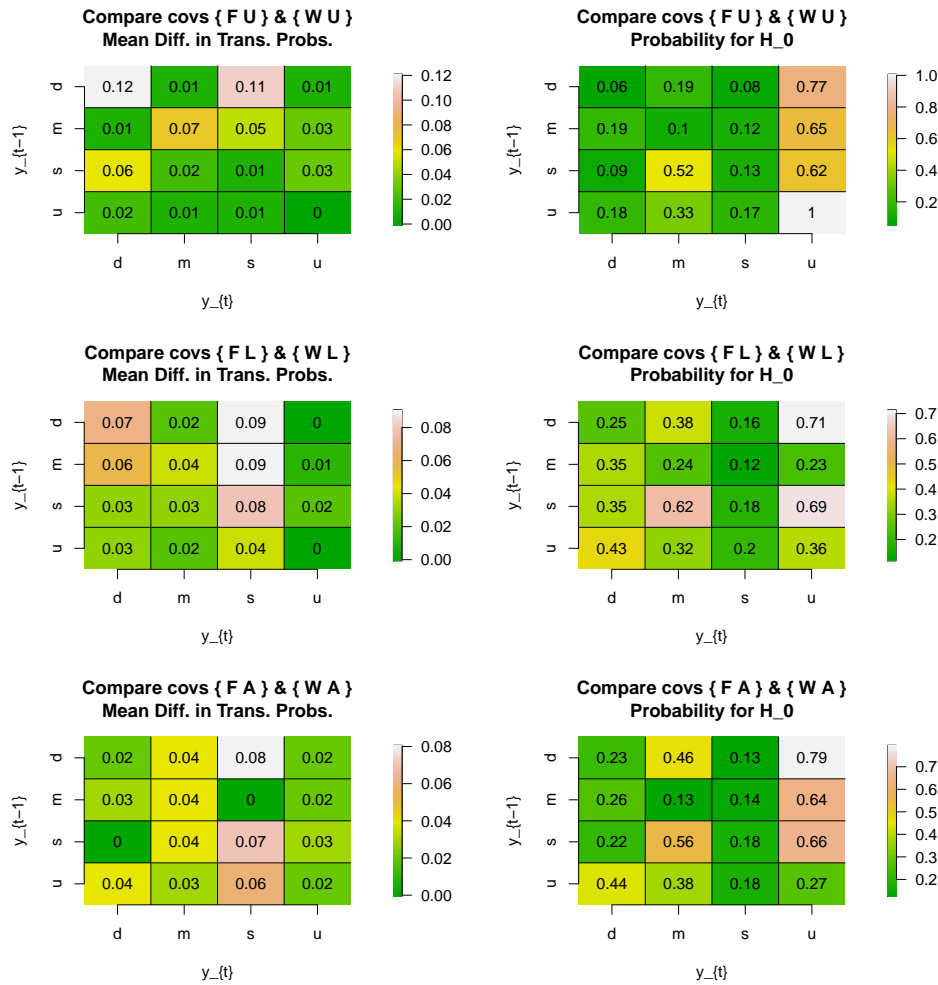 Compare covs { F U } & { W U }
Mean Diff. in Trans. Probs.
y_{t−1}
d 0.12 0.01 0.11 0.01
m 0.01 0.07 0.05 0.03
s 0.06 0.02 0.01 0.03
u 0.02 0.01 0.01 0
d m s u
y_{t}
0.12
0.10
0.08
0.06
0.04
0.02
0.00
Compare covs { F U } & { W U }
Probability for H_0
y_{t−1}
d 0.06 0.19 0.08 0.77
m 0.19 0.1 0.12 0.65
s 0.09 0.52 0.13 0.62
u 0.18 0.33 0.17 1
d m s u
y_{t}
1.0
0.8
0.6
0.4
0.2
Compare covs { F L } & { W L }
Mean Diff. in Trans. Probs.
y_{t−1}
d 0.07 0.02 0.09 0
m 0.06 0.04 0.09 0.01
s 0.03 0.03 0.08 0.02
u 0.03 0.02 0.04 0
d m s u
y_{t}
0.08
0.06
0.04
0.02
0.00
Compare covs { F L } & { W L }
Probability for H_0
y_{t−1}
d 0.25 0.38 0.16 0.71
m 0.35 0.24 0.12 0.23
s 0.35 0.62 0.18 0.69
u 0.43 0.32 0.2 0.36
d m s u
y_{t}
0.7
0.6
0.5
0.4
0.3
0.2
Compare covs { F A } & { W A }
Mean Diff. in Trans. Probs.
y_{t−1}
d 0.02 0.04 0.08 0.02
m 0.03 0.04 0 0.02
s 0 0.04 0.07 0.03
u 0.04 0.03 0.06 0.02
d m s u
y_{t}
0.08
0.06
0.04
0.02
0.00
Compare covs { F A } & { W A }
Probability for H_0
y_{t−1}
d 0.23 0.46 0.13 0.79
m 0.26 0.13 0.14 0.64
s 0.22 0.56 0.18 0.66
u 0.44 0.38 0.18 0.27
d m s u
y_{t}
0.7
0.6
0.5
0.4
0.3
0.2